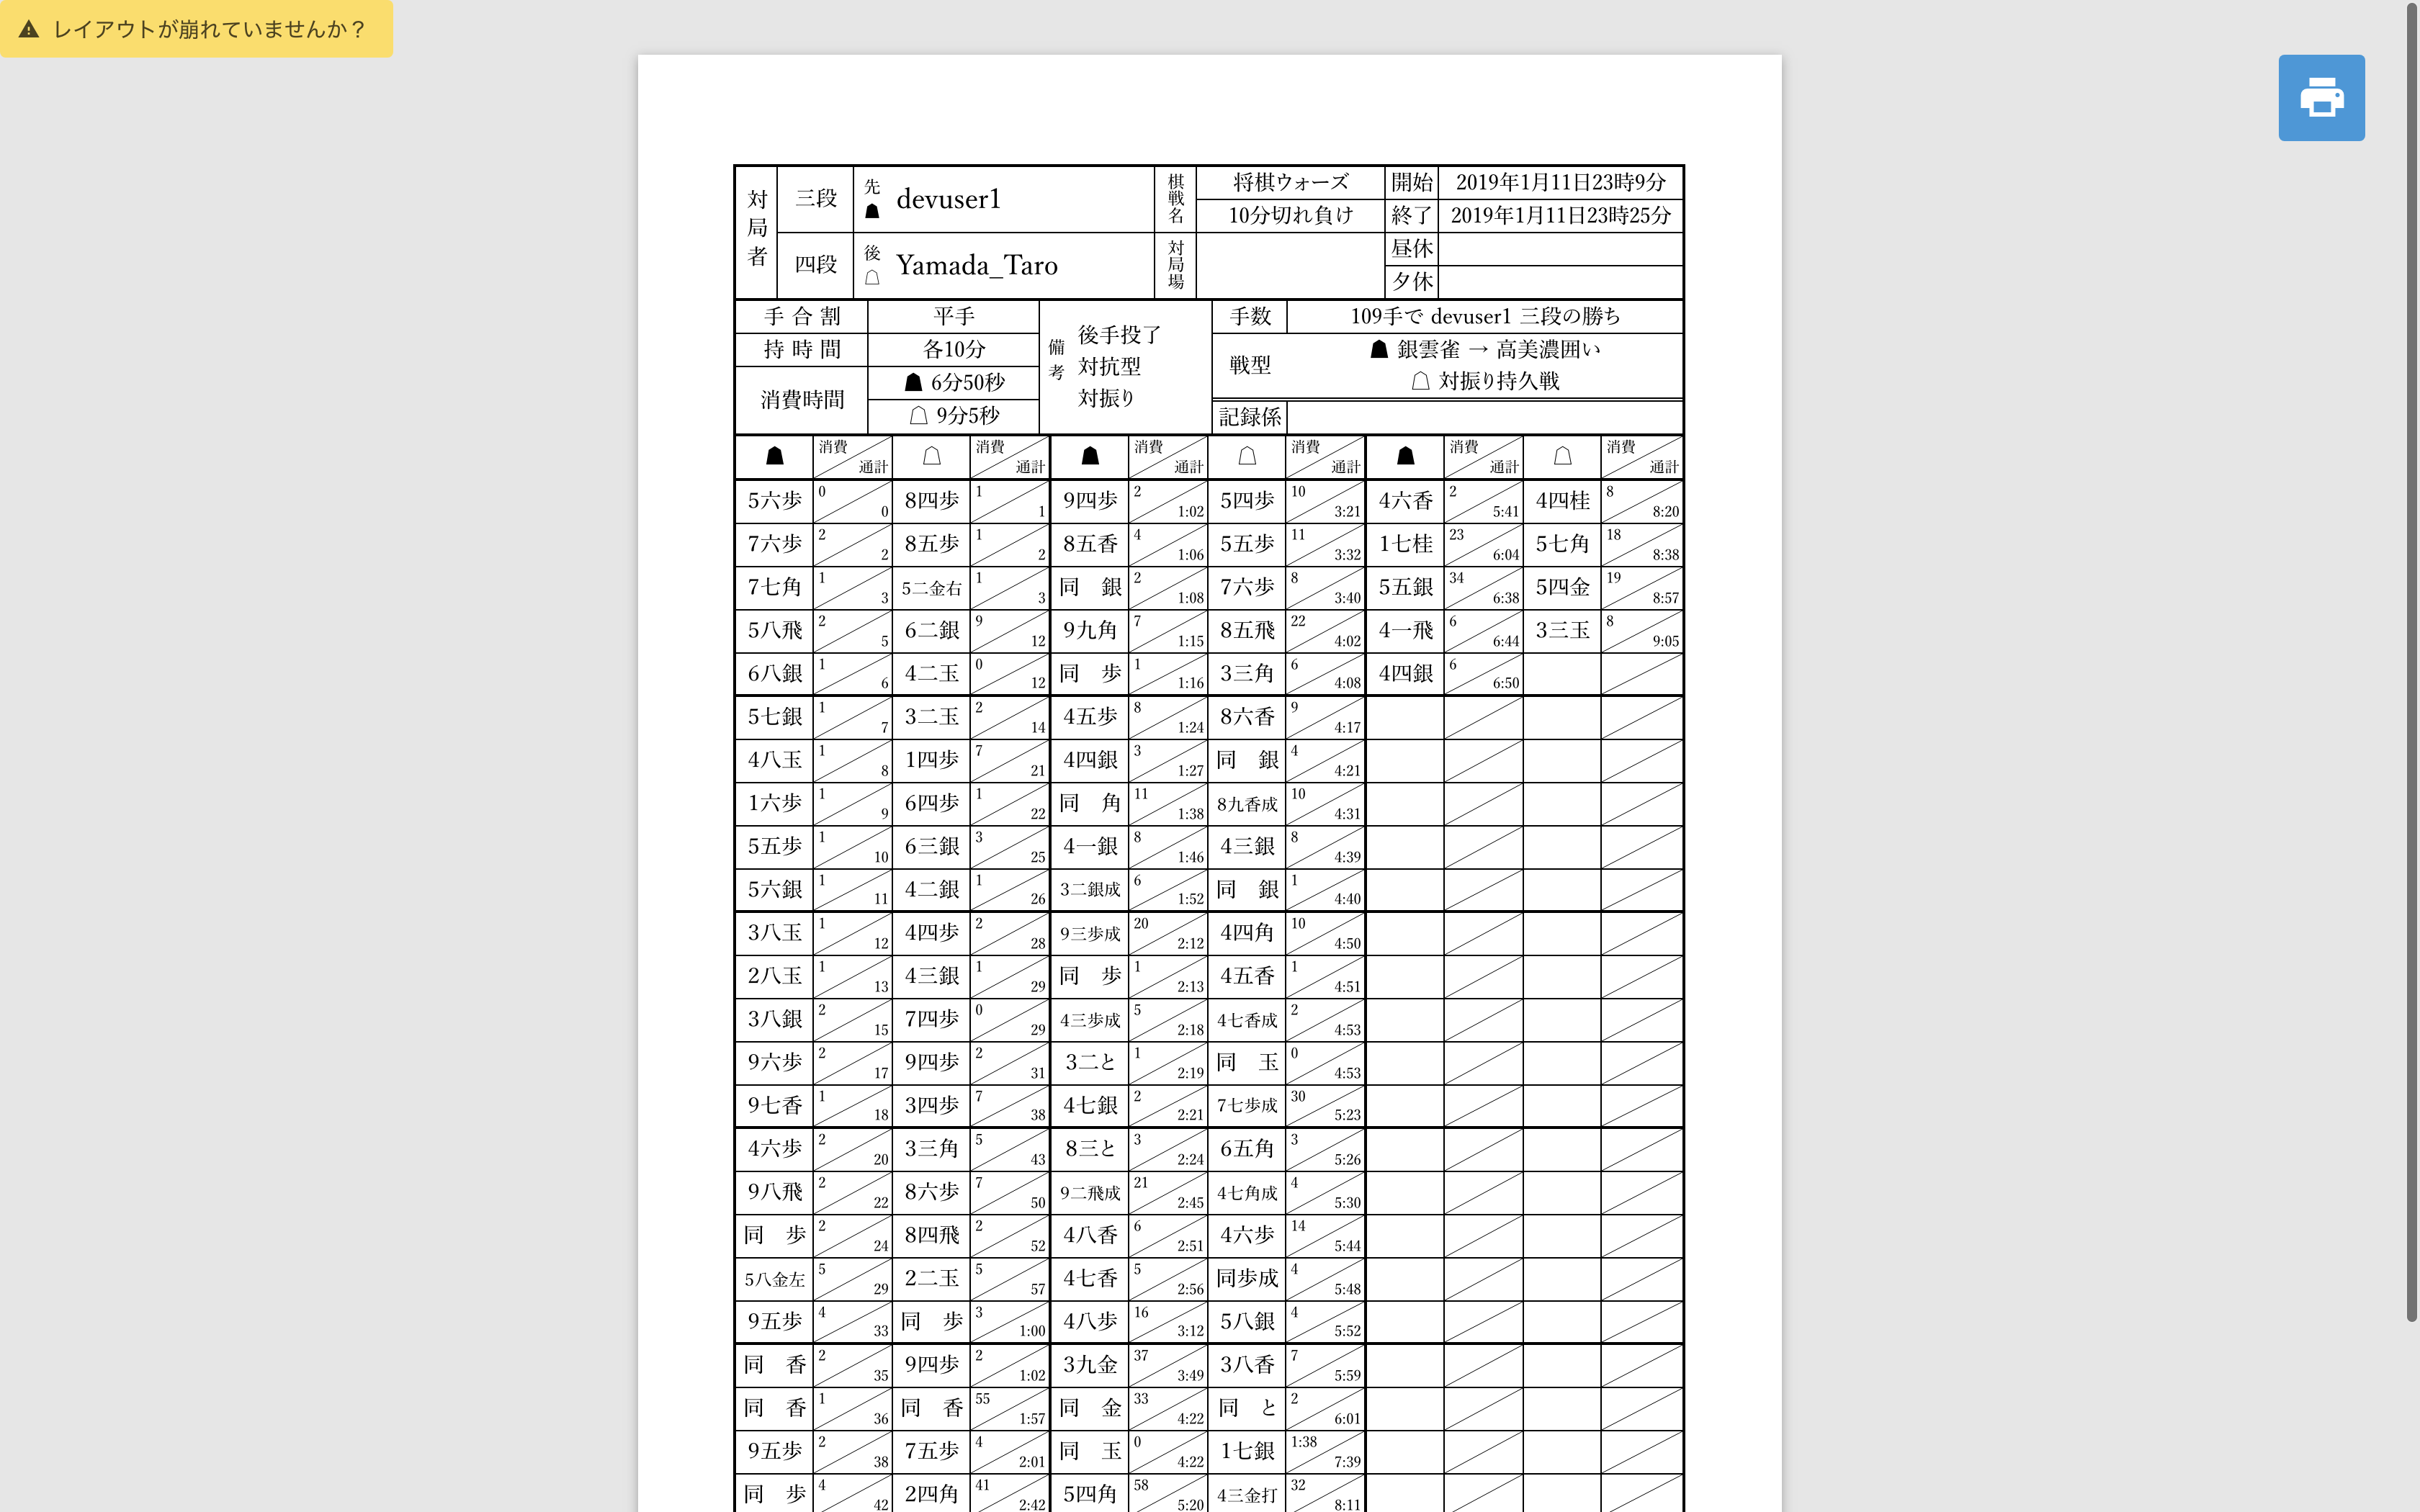 レイアウトが崩れていませんか？
対局者 三段 先 devuser1 棋戦名 将棋ウォーズ 開始 2019年1月11日23時9分
10分切れ負け 終了 2019年1月11日23時25分
四段 後 Yamada_Taro 対局場 昼休
夕休
手合割 平手 備考 後手投了 対抗型 対振り 手数 109手で devuser1 三段の勝ち
持時間 各10分 戦型 銀雲雀 → 高美濃囲い
消費時間 6分50秒 対振り持久戦
9分5秒 記録係
消費 通計 消費 通計 消費 通計 消費 通計 消費 通計 消費 通計
5六歩 0 0 8四歩 1 1 9四歩 2 1:02 5四歩 10 3:21 4六香 2 5:41 4四桂 8 8:20
7六歩 2 2 8五歩 1 2 8五香 4 1:06 5五歩 11 3:32 1七桂 23 6:04 5七角 18 8:38
7七角 1 3 5二金右 1 3 同　銀 2 1:08 7六歩 8 3:40 5五銀 34 6:38 5四金 19 8:57
5八飛 2 5 6二銀 9 12 9九角 7 1:15 8五飛 22 4:02 4一飛 6 6:44 3三玉 8 9:05
6八銀 1 6 4二玉 0 12 同　歩 1 1:16 3三角 6 4:08 4四銀 6 6:50
5七銀 1 7 3二玉 2 14 4五歩 8 1:24 8六香 9 4:17
4八玉 1 8 1四歩 7 21 4四銀 3 1:27 同　銀 4 4:21
1六歩 1 9 6四歩 1 22 同　角 11 1:38 8九香成 10 4:31
5五歩 1 10 6三銀 3 25 4一銀 8 1:46 4三銀 8 4:39
5六銀 1 11 4二銀 1 26 3二銀成 6 1:52 同　銀 1 4:40
3八玉 1 12 4四歩 2 28 9三歩成 20 2:12 4四角 10 4:50
2八玉 1 13 4三銀 1 29 同　歩 1 2:13 4五香 1 4:51
3八銀 2 15 7四歩 0 29 4三歩成 5 2:18 4七香成 2 4:53
9六歩 2 17 9四歩 2 31 3二と 1 2:19 同　玉 0 4:53
9七香 1 18 3四歩 7 38 4七銀 2 2:21 7七歩成 30 5:23
4六歩 2 20 3三角 5 43 8三と 3 2:24 6五角 3 5:26
9八飛 2 22 8六歩 7 50 9二飛成 21 2:45 4七角成 4 5:30
同　歩 2 24 8四飛 2 52 4八香 6 2:51 4六歩 14 5:44
5八金左 5 29 2二玉 5 57 4七香 5 2:56 同歩成 4 5:48
9五歩 4 33 同　歩 3 1:00 4八歩 16 3:12 5八銀 4 5:52
同　香 2 35 9四歩 2 1:02 3九金 37 3:49 3八香 7 5:59
同　香 1 36 同　香 55 1:57 同　金 33 4:22 同　と 2 6:01
9五歩 2 38 7五歩 4 2:01 同　玉 0 4:22 1七銀 1:38 7:39
同　歩 4 42 2四角 41 2:42 5四角 58 5:20 4三金打 32 8:11